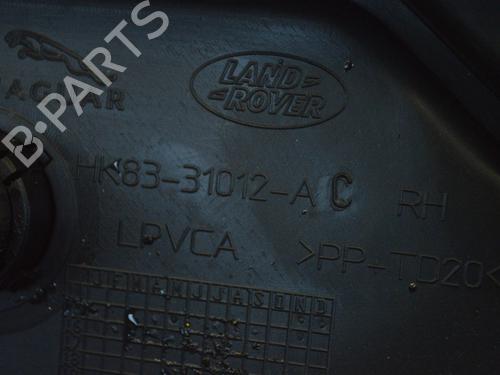 B-PARTS
JAGUAR
LAND
ROVER
HK83-31012-A C RH
LPVCA >PP-TD20<
J F M A M J J A S O N D